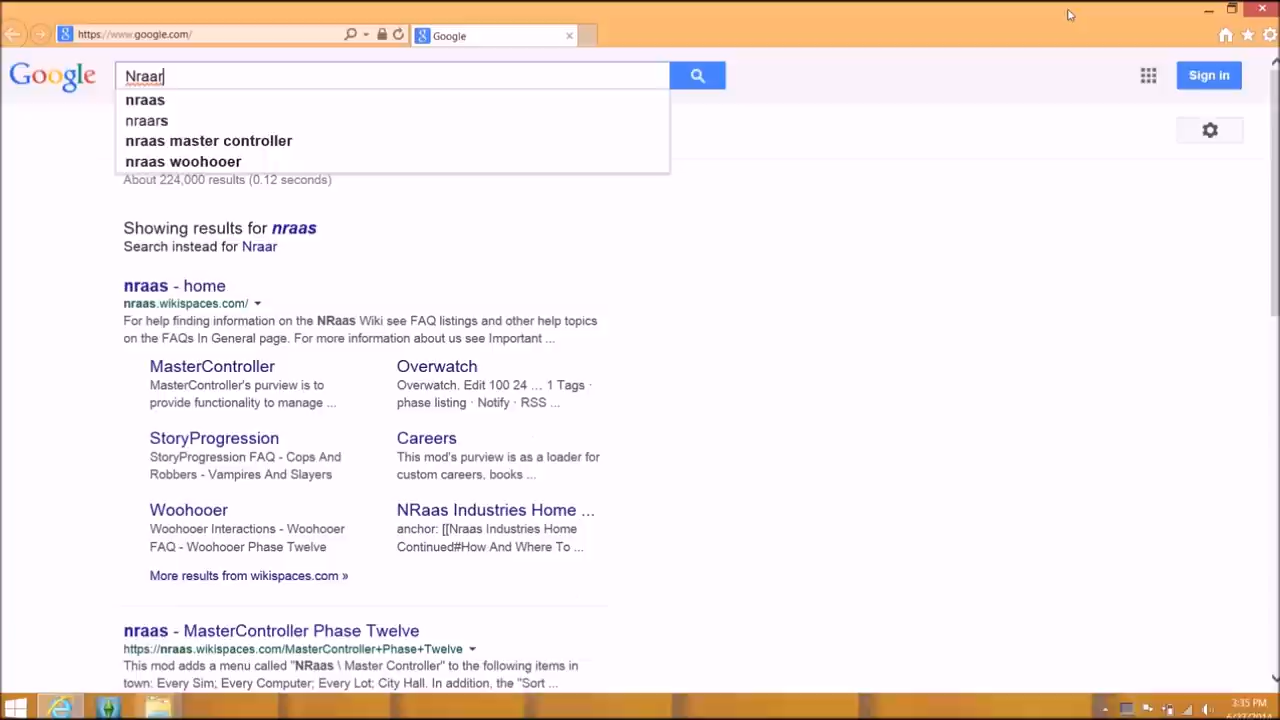 https://www.google.com/
Google
Google
Nraar
Sign in
nraas
nraars
nraas master controller
nraas woohooer
About 224,000 results (0.12 seconds)
Showing results for nraas
Search instead for Nraar
nraas - home
nraas.wikispaces.com/
For help finding information on the NRaas Wiki see FAQ listings and other help topics
on the FAQs In General page. For more information about us see Important ...
MasterController
MasterController's purview is to
provide functionality to manage ...
Overwatch
Overwatch. Edit 100 24 ... 1 Tags ·
phase listing · Notify · RSS ...
StoryProgression
StoryProgression FAQ - Cops And
Robbers - Vampires And Slayers
Careers
This mod's purview is as a loader for
custom careers, books ...
Woohooer
Woohooer Interactions - Woohooer
FAQ - Woohooer Phase Twelve
NRaas Industries Home ...
anchor: [[Nraas Industries Home
Continued#How And Where To ...
More results from wikispaces.com »
nraas - MasterController Phase Twelve
https://nraas.wikispaces.com/MasterController+Phase+Twelve
This mod adds a menu called "NRaas \ Master Controller" to the following items in
town: Every Sim; Every Computer; Every Lot; City Hall. In addition, the "Sort ...
3:35 PM